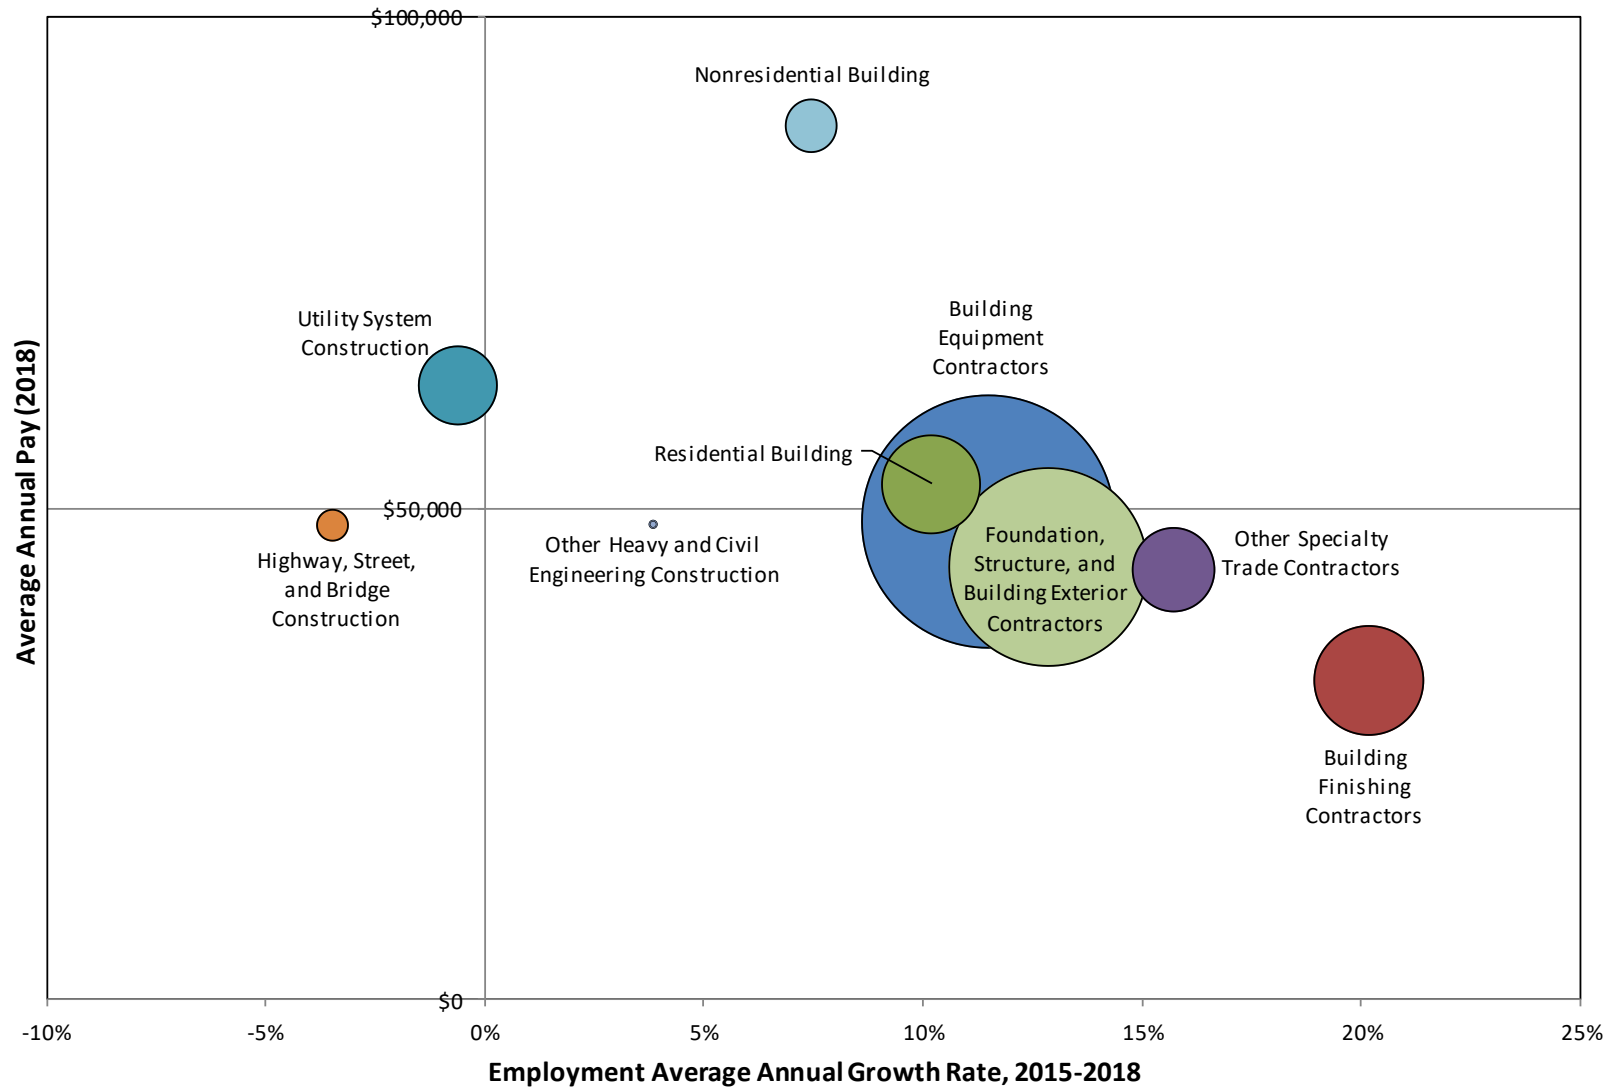 $100,000
Nonresidential Building
Utility System
Construction
Building
Equipment
Contractors
Residential Building
$50,000
Highway, Street,
and Bridge
Construction
Other Heavy and Civil
Engineering Construction
Foundation,
Structure, and
Building Exterior
Contractors
Other Specialty
Trade Contractors
Building
Finishing
Contractors
$0
-10% -5% 0% 5% 10% 15% 20% 25%
Employment Average Annual Growth Rate, 2015-2018
Average Annual Pay (2018)